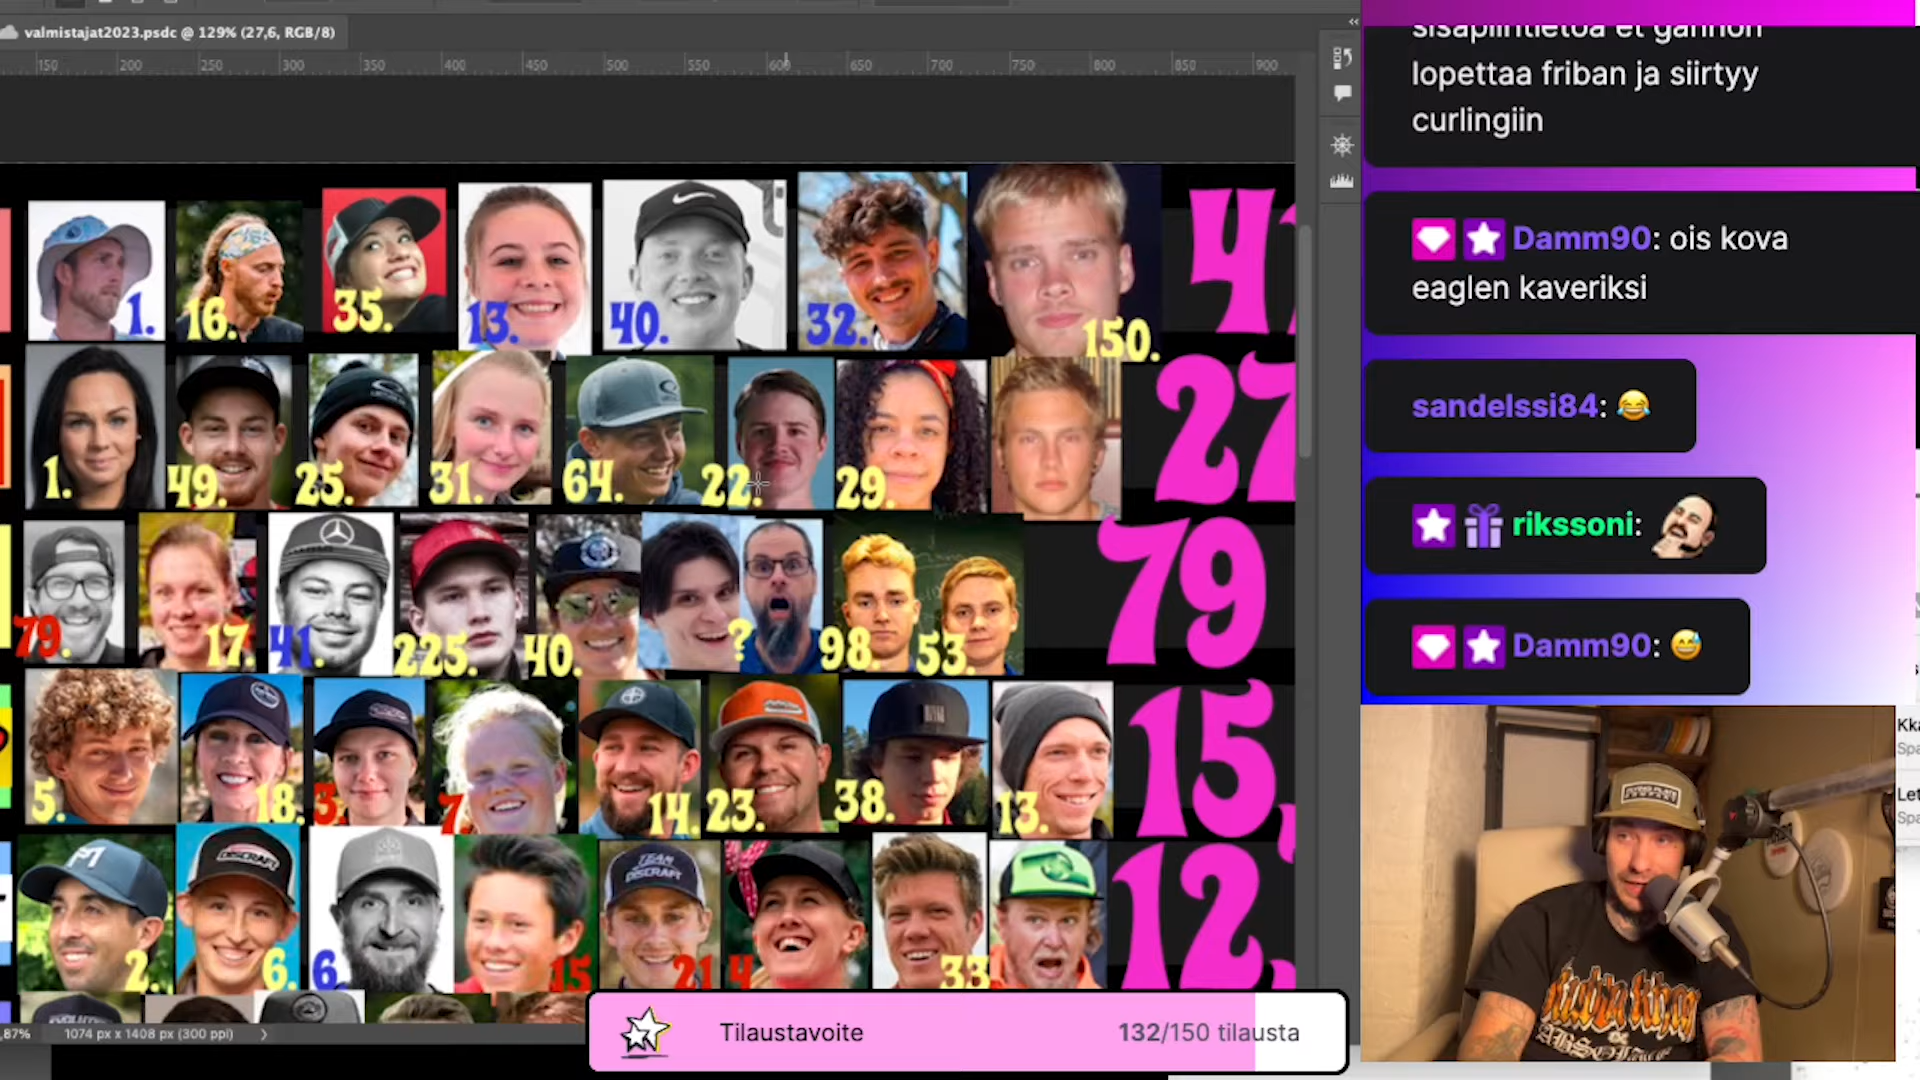 valmistajat2023.psdc @ 129% (27,6, RGB/8)
150 200 250 300 350 400 450 500 550 600 650 700 750 800 850 900
1. 16. 35. 13. 40. 32. 150.
1. 49. 25. 31. 64. 22. 29.
79. 17. 41. 225. 40. ? 98. 53. 79
5. 18. 3. 7. 14. 23. 38. 13. 15.
DISCRAFT
TEAM
DISCRAFT
2. 6. 6. 15 21 4 33 12.
1074 px x 1408 px (300 ppi)
Tilaustavoite 132/150 tilausta
lopettaa friban ja siirtyy
curlingiin
Damm90: ois kova
eaglen kaveriksi
sandelssi84: 😂
rikssoni:
Damm90: 😅